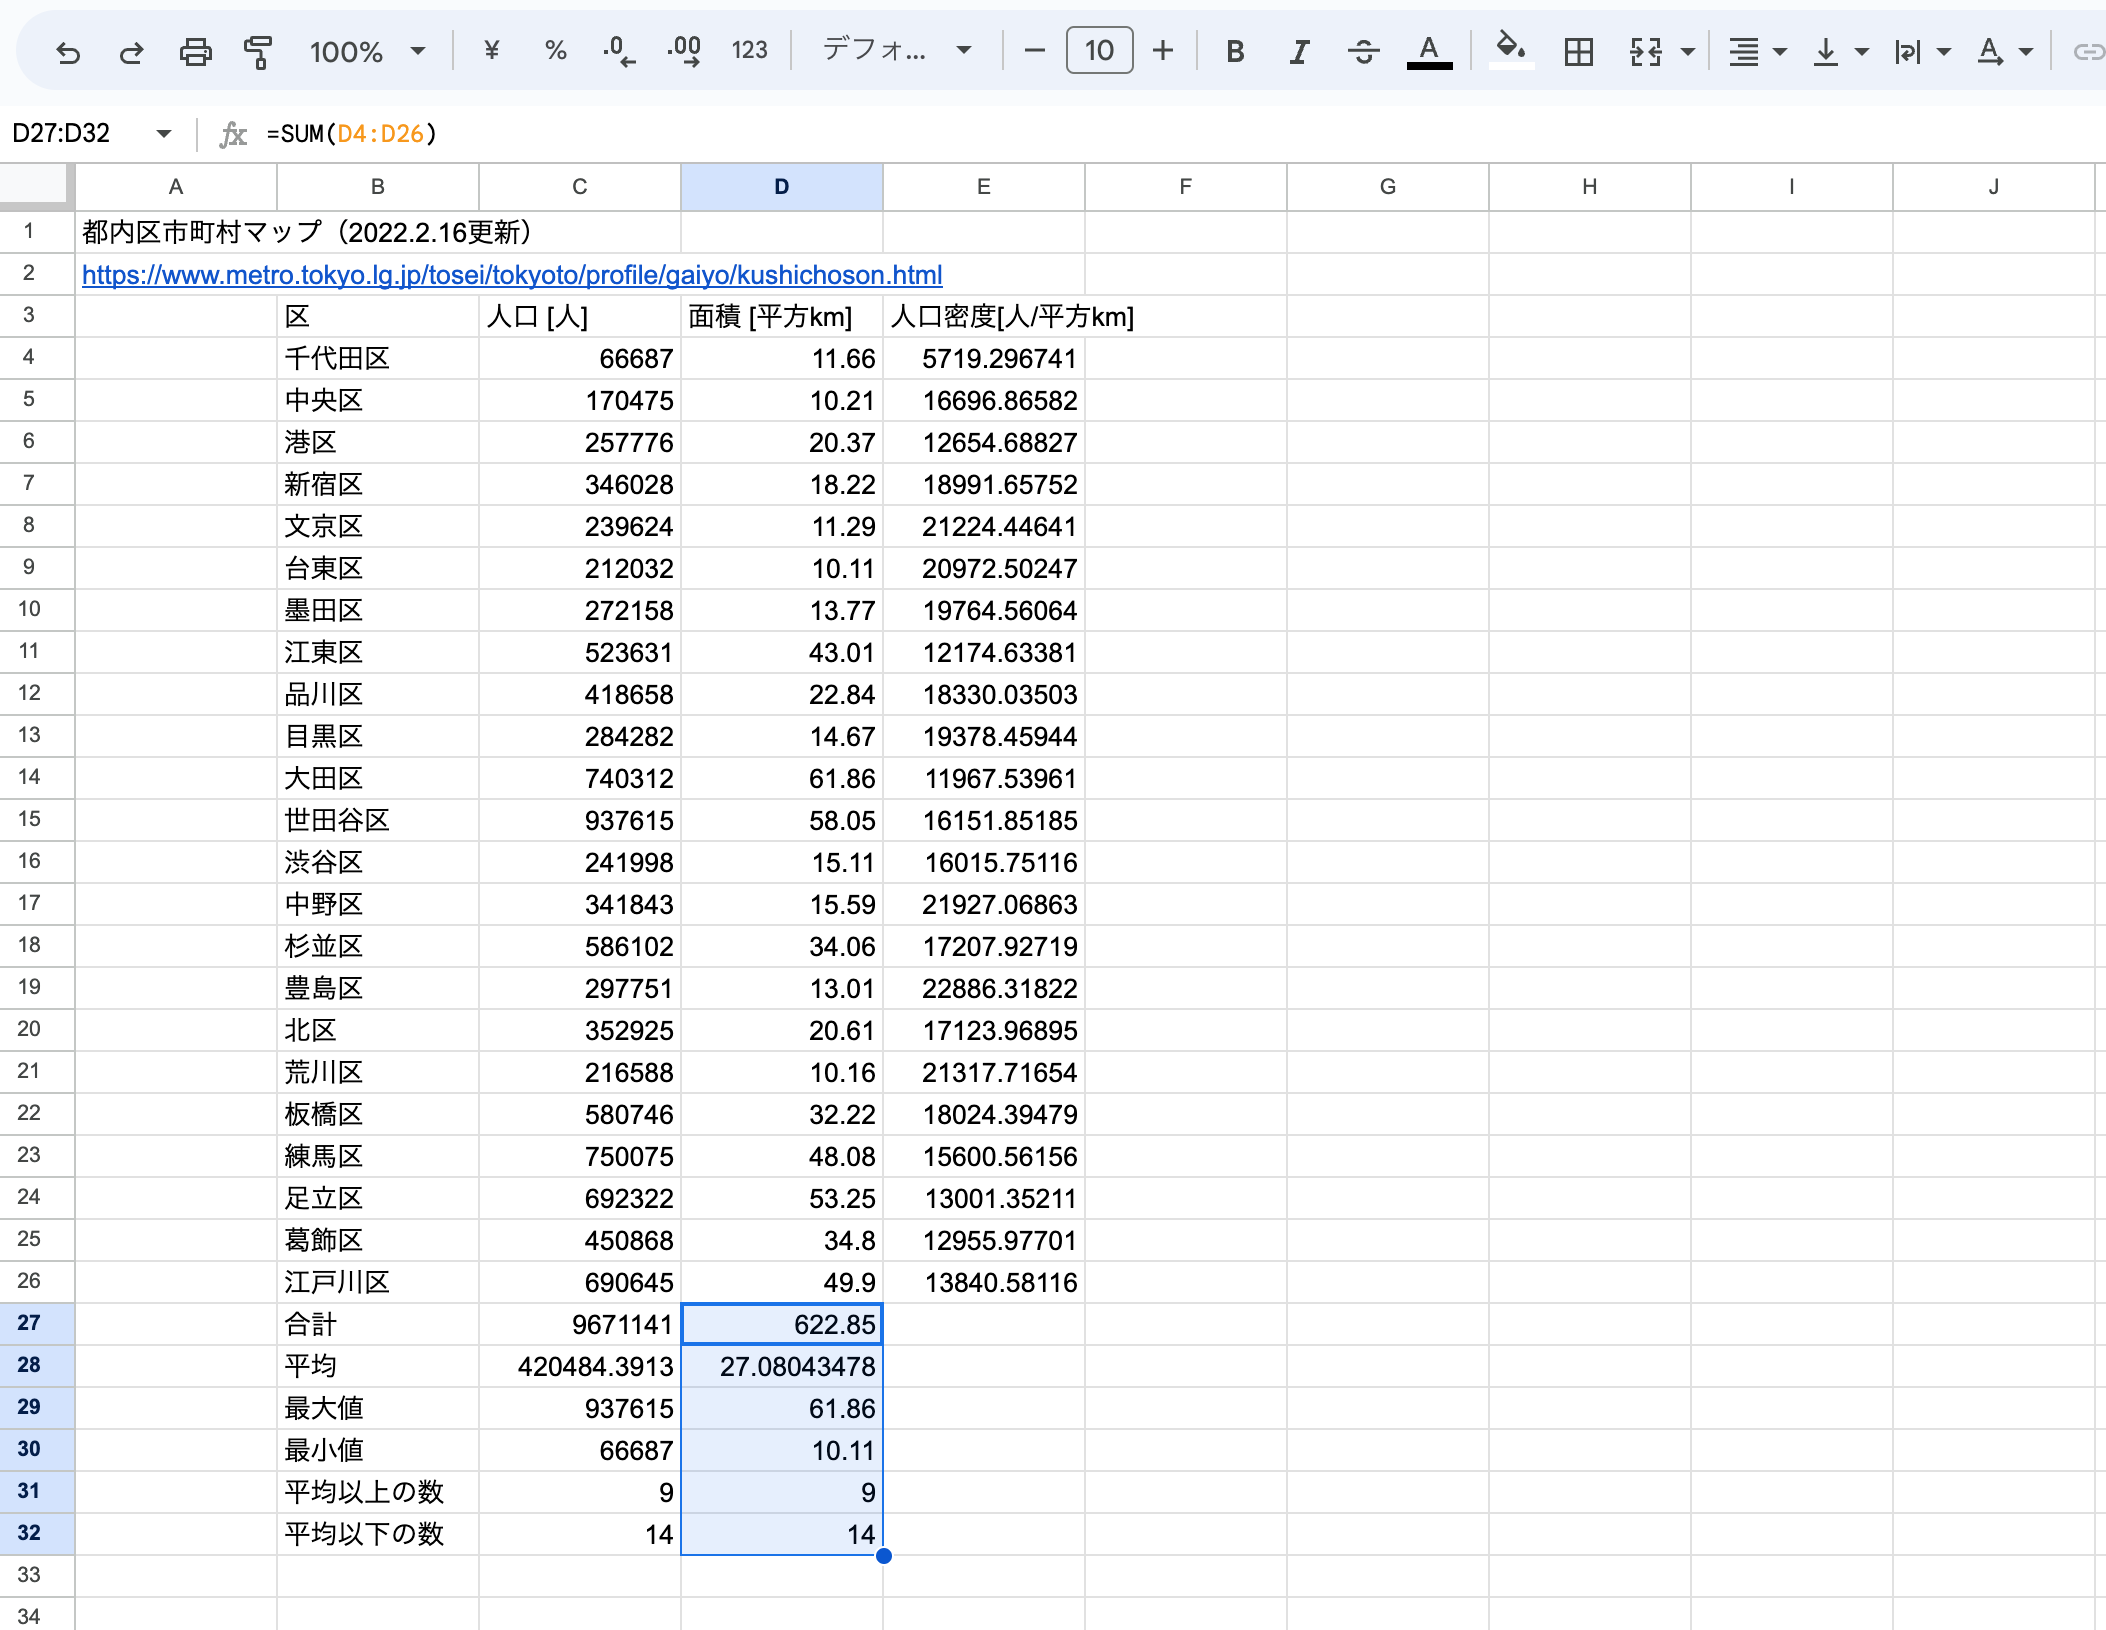 100% ¥ % .0 .00 123 デフォ... 10 B I A A
D27:D32 fx =SUM(D4:D26)
A B C D E F G H I J
1 都内区市町村マップ（2022.2.16更新）
2 https://www.metro.tokyo.lg.jp/tosei/tokyoto/profile/gaiyo/kushichoson.html
3 区 人口 [人] 面積 [平方km] 人口密度[人/平方km]
4 千代田区 66687 11.66 5719.296741
5 中央区 170475 10.21 16696.86582
6 港区 257776 20.37 12654.68827
7 新宿区 346028 18.22 18991.65752
8 文京区 239624 11.29 21224.44641
9 台東区 212032 10.11 20972.50247
10 墨田区 272158 13.77 19764.56064
11 江東区 523631 43.01 12174.63381
12 品川区 418658 22.84 18330.03503
13 目黒区 284282 14.67 19378.45944
14 大田区 740312 61.86 11967.53961
15 世田谷区 937615 58.05 16151.85185
16 渋谷区 241998 15.11 16015.75116
17 中野区 341843 15.59 21927.06863
18 杉並区 586102 34.06 17207.92719
19 豊島区 297751 13.01 22886.31822
20 北区 352925 20.61 17123.96895
21 荒川区 216588 10.16 21317.71654
22 板橋区 580746 32.22 18024.39479
23 練馬区 750075 48.08 15600.56156
24 足立区 692322 53.25 13001.35211
25 葛飾区 450868 34.8 12955.97701
26 江戸川区 690645 49.9 13840.58116
27 合計 9671141 622.85
28 平均 420484.3913 27.08043478
29 最大値 937615 61.86
30 最小値 66687 10.11
31 平均以上の数 9 9
32 平均以下の数 14 14
33
34